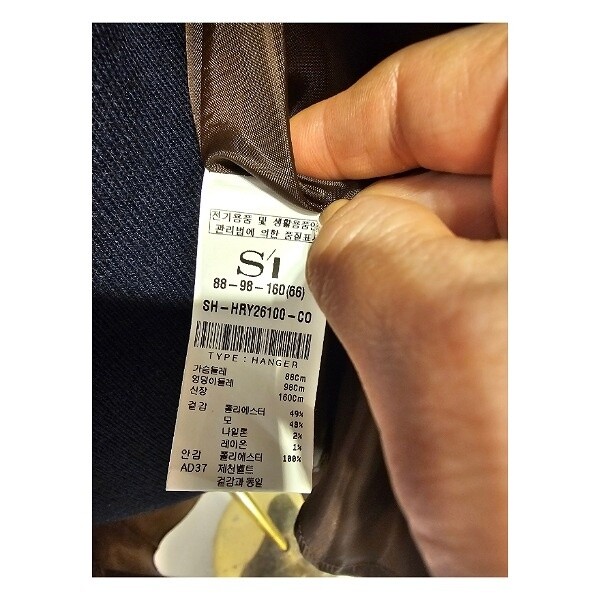 전기용품 및 생활용품안
관리법에 의한 품질표시
S/I
88-98-160(66)
SH-HRY26100-CO
TYPE : HANGER
가슴둘레 88Cm
엉덩이둘레 98Cm
신장 160Cm
겉감 폴리에스터 49%
모 48%
나일론 2%
레이온 1%
안감 폴리에스터 100%
AD37 제천벨트
겉감과 동일